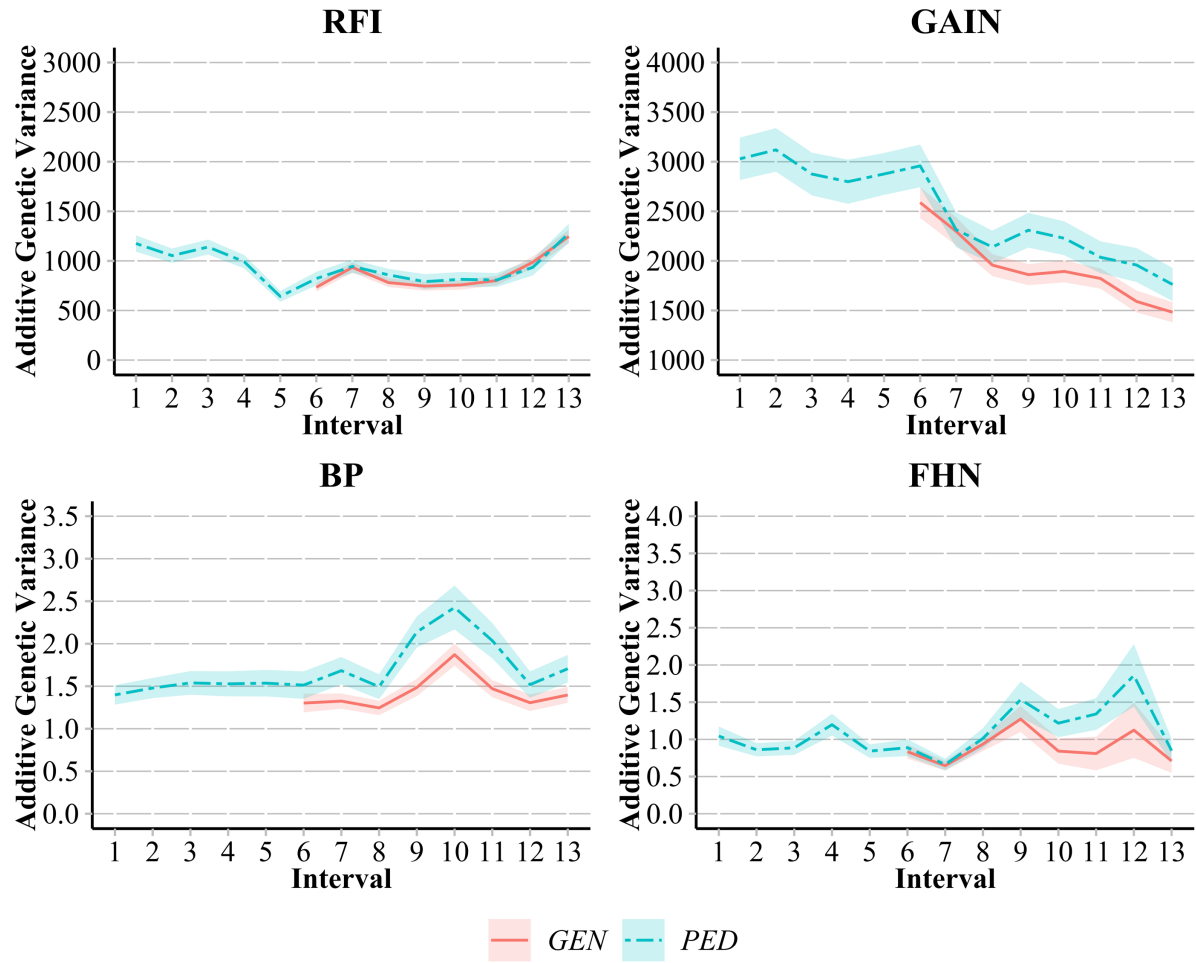 RFI
Additive Genetic Variance
3000
2500
2000
1500
1000
500
0
1 2 3 4 5 6 7 8 9 10 11 12 13
Interval
GAIN
Additive Genetic Variance
4000
3500
3000
2500
2000
1500
1000
1 2 3 4 5 6 7 8 9 10 11 12 13
Interval
BP
Additive Genetic Variance
3.5
3.0
2.5
2.0
1.5
1.0
0.5
0.0
1 2 3 4 5 6 7 8 9 10 11 12 13
Interval
FHN
Additive Genetic Variance
4.0
3.5
3.0
2.5
2.0
1.5
1.0
0.5
0.0
1 2 3 4 5 6 7 8 9 10 11 12 13
Interval
GEN PED